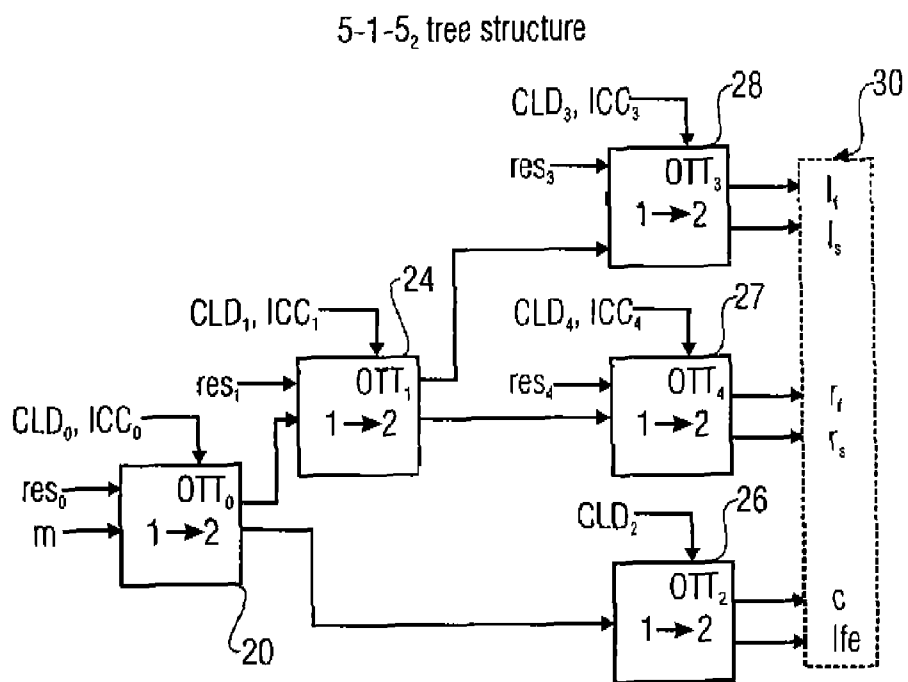 5-1-5₂ tree structure
30
28
CLD₃, ICC₃
res₃
OTT₃
1→2
l_f
l_s
24
27
CLD₁, ICC₁
CLD₄, ICC₄
res₁
OTT₁
1→2
res₄
OTT₄
1→2
r_f
r_s
CLD₀, ICC₀
res₀
m
OTT₀
1→2
20
26
CLD₂
OTT₂
1→2
c
lfe